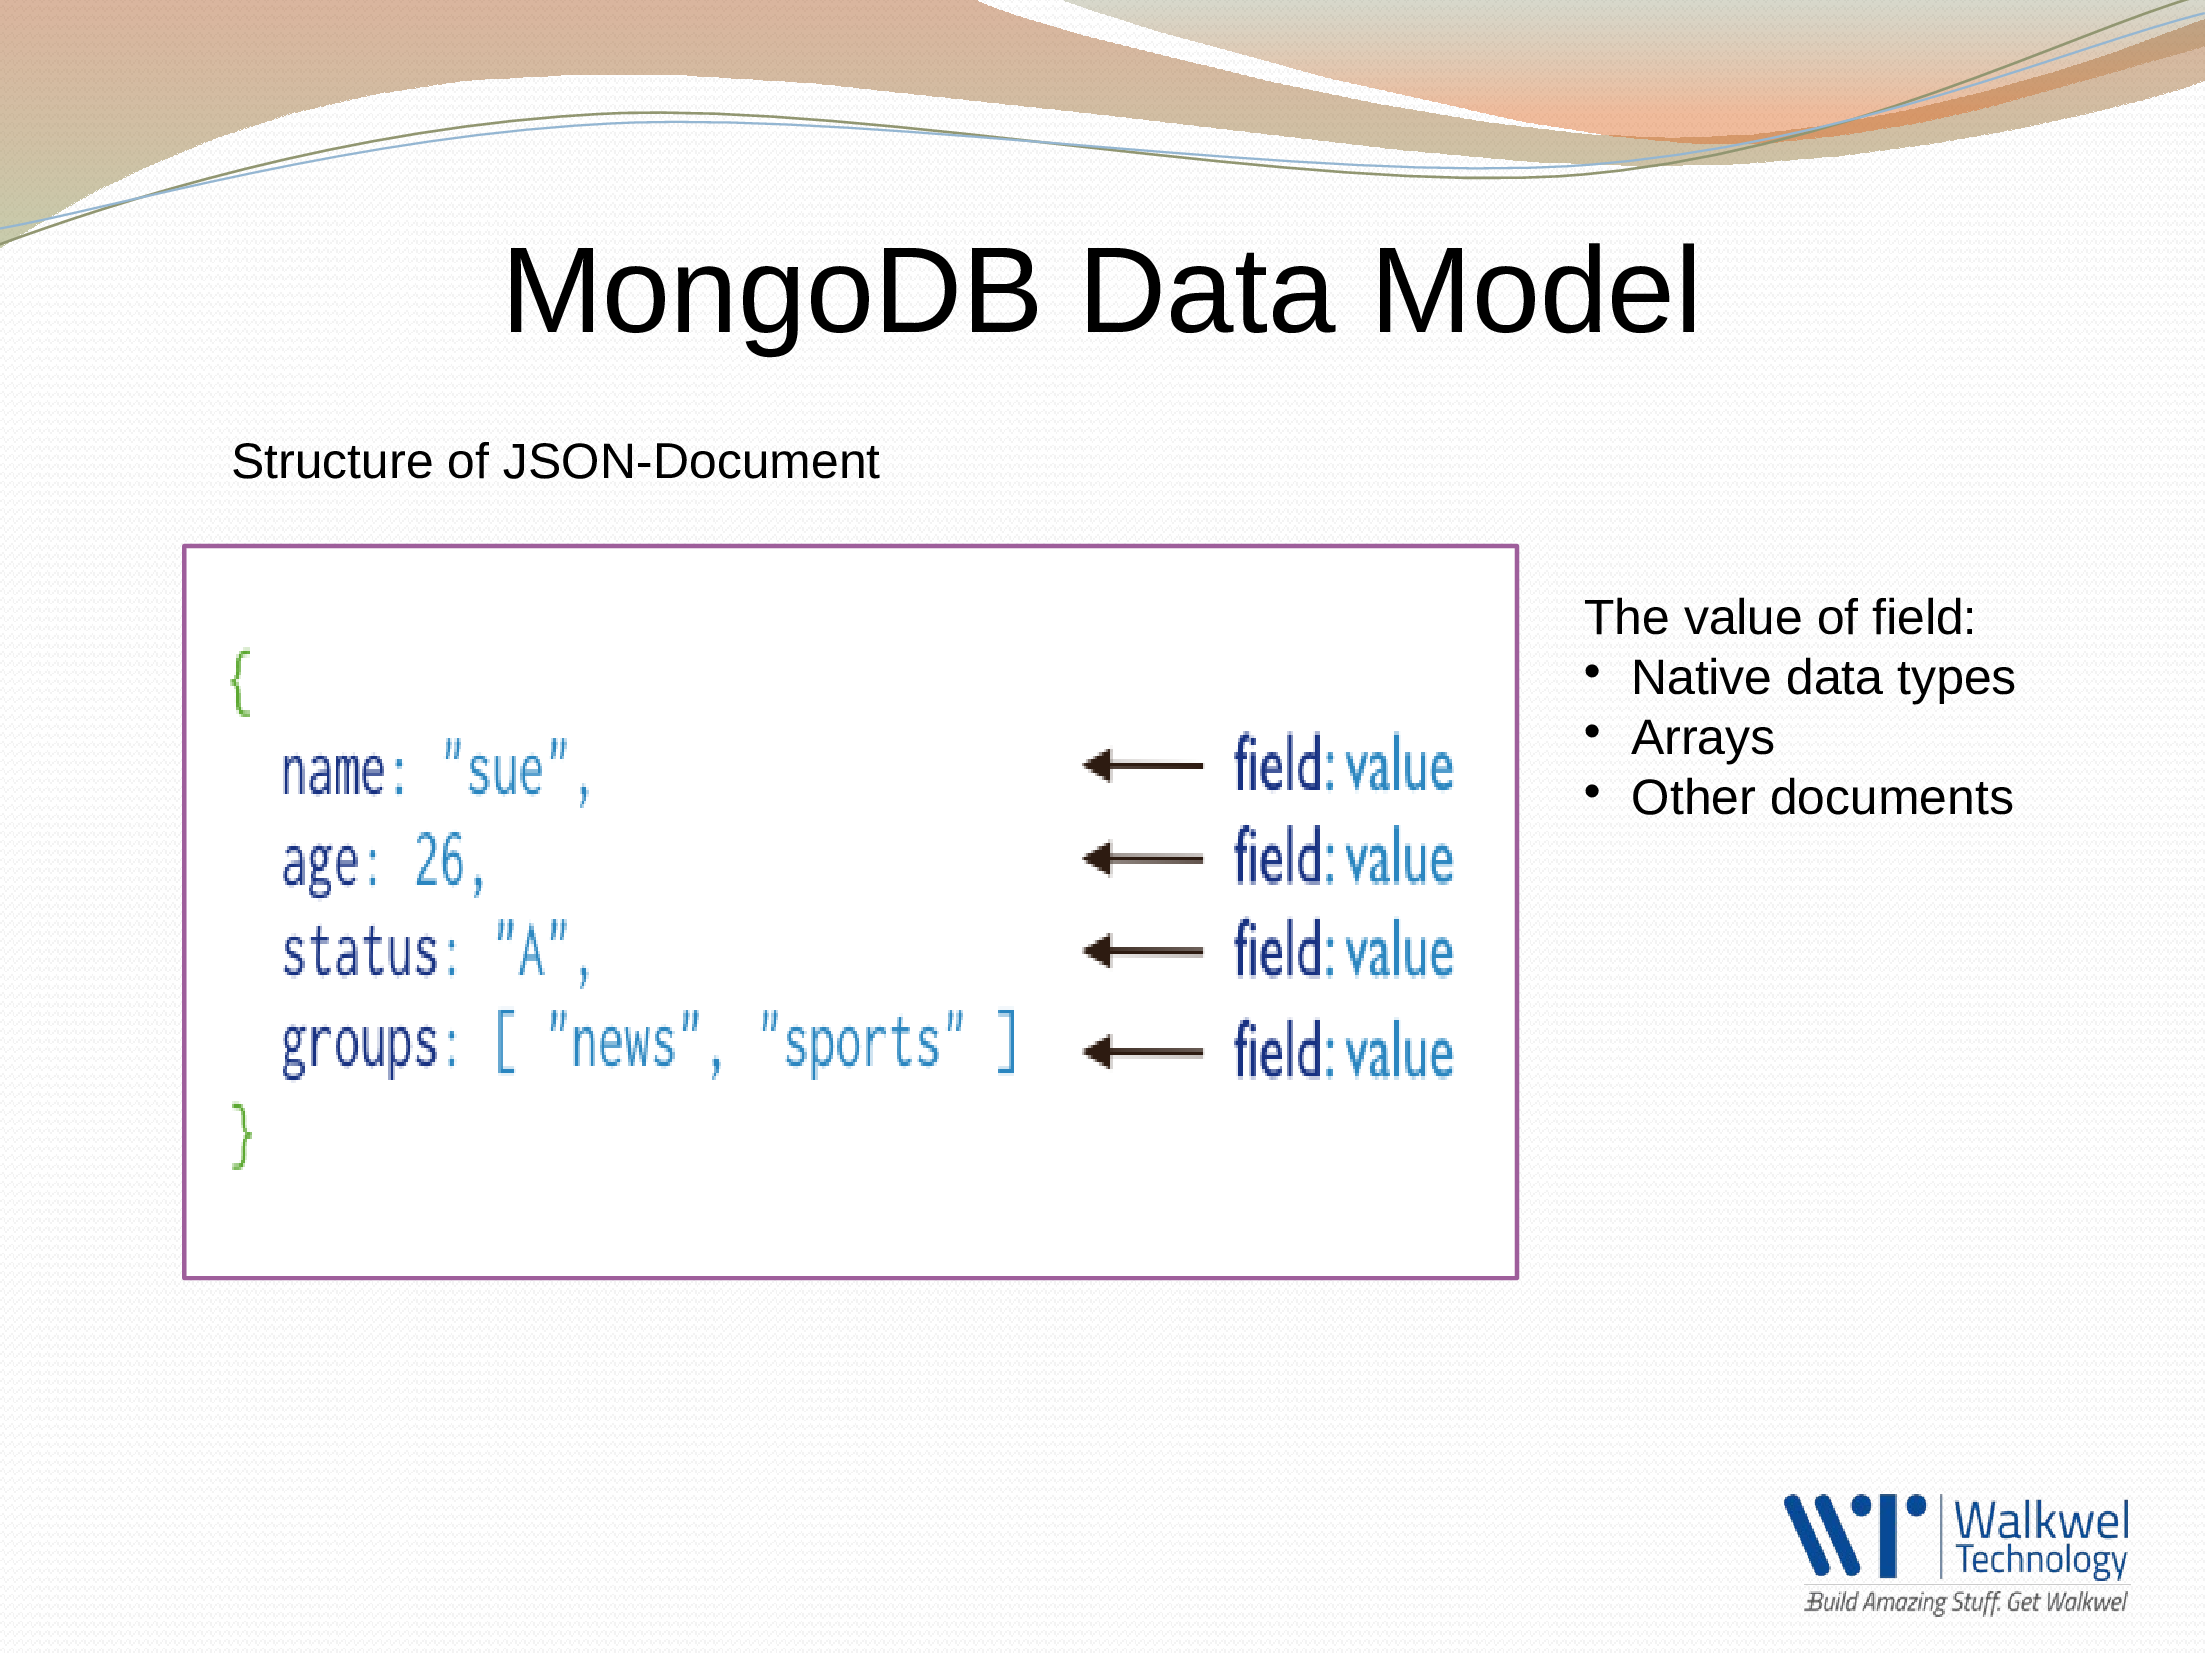 MongoDB Data Model
Structure of JSON-Document
{
name: "sue", field: value
age: 26, field: value
status: "A", field: value
groups: [ "news", "sports" ] field: value
}
The value of field:
• Native data types
• Arrays
• Other documents
Walkwel
Technology
Build Amazing Stuff. Get Walkwel